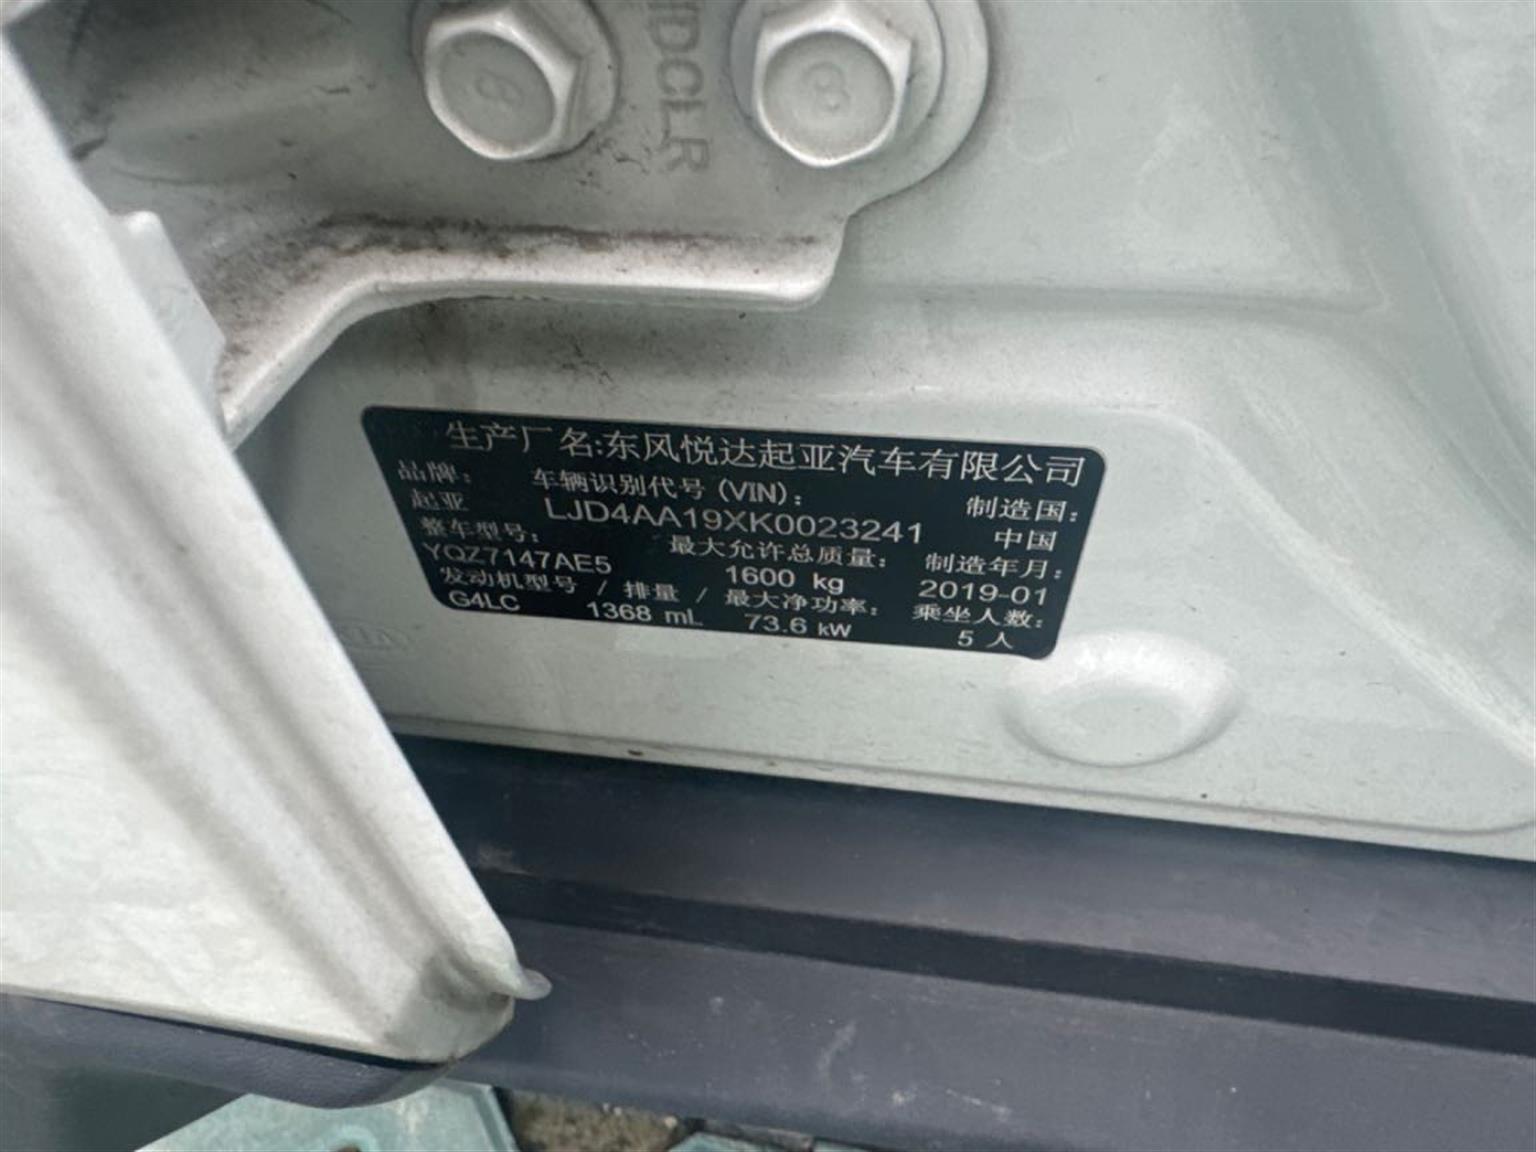 IDCLR
8
8
生产厂名:东风悦达起亚汽车有限公司
品牌: 车辆识别代号(VIN): 制造国:
起亚 LJD4AA19XK0023241 中国
整车型号: 最大允许总质量: 制造年月:
YQZ7147AE5 1600 kg 2019-01
发动机型号 / 排量 / 最大净功率: 乘坐人数:
G4LC 1368 mL 73.6 kW 5 人
KIA